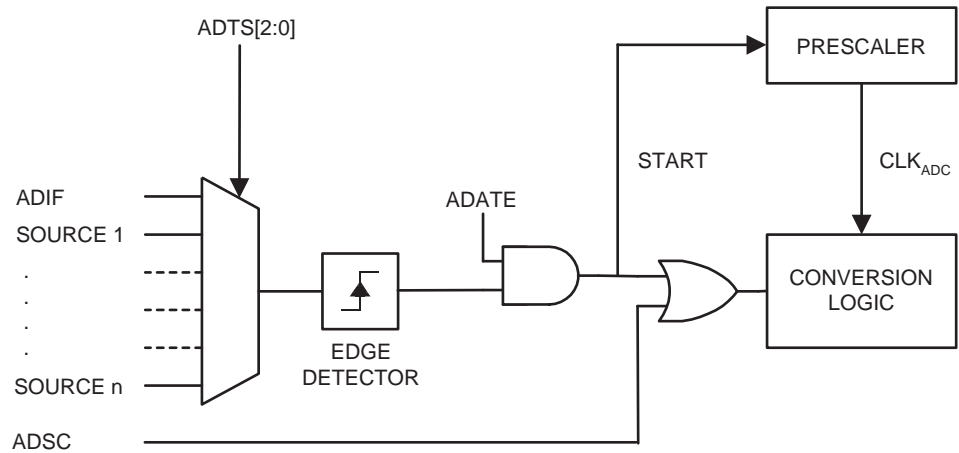 ADTS[2:0]
PRESCALER
START
CLKADC
ADIF
ADATE
SOURCE 1
.
.
.
.
CONVERSION
LOGIC
EDGE
DETECTOR
SOURCE n
ADSC